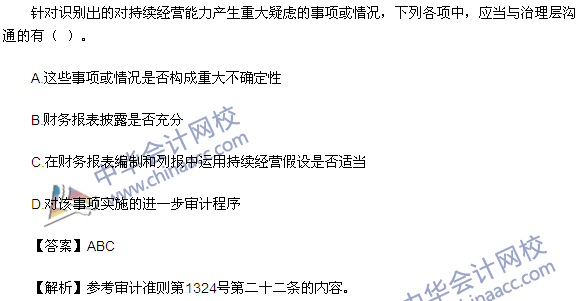 针对识别出的对持续经营能力产生重大疑虑的事项或情况，下列各项中，应当与治理层沟
通的有（ ）。
A.这些事项或情况是否构成重大不确定性
B.财务报表披露是否充分
C.在财务报表编制和列报中运用持续经营假设是否适当
D.对该事项实施的进一步审计程序
【答案】ABC
【解析】参考审计准则第1324号第二十二条的内容。
中华会计网校
www.chinaacc.com
中华会计网校
www.chinaacc.com